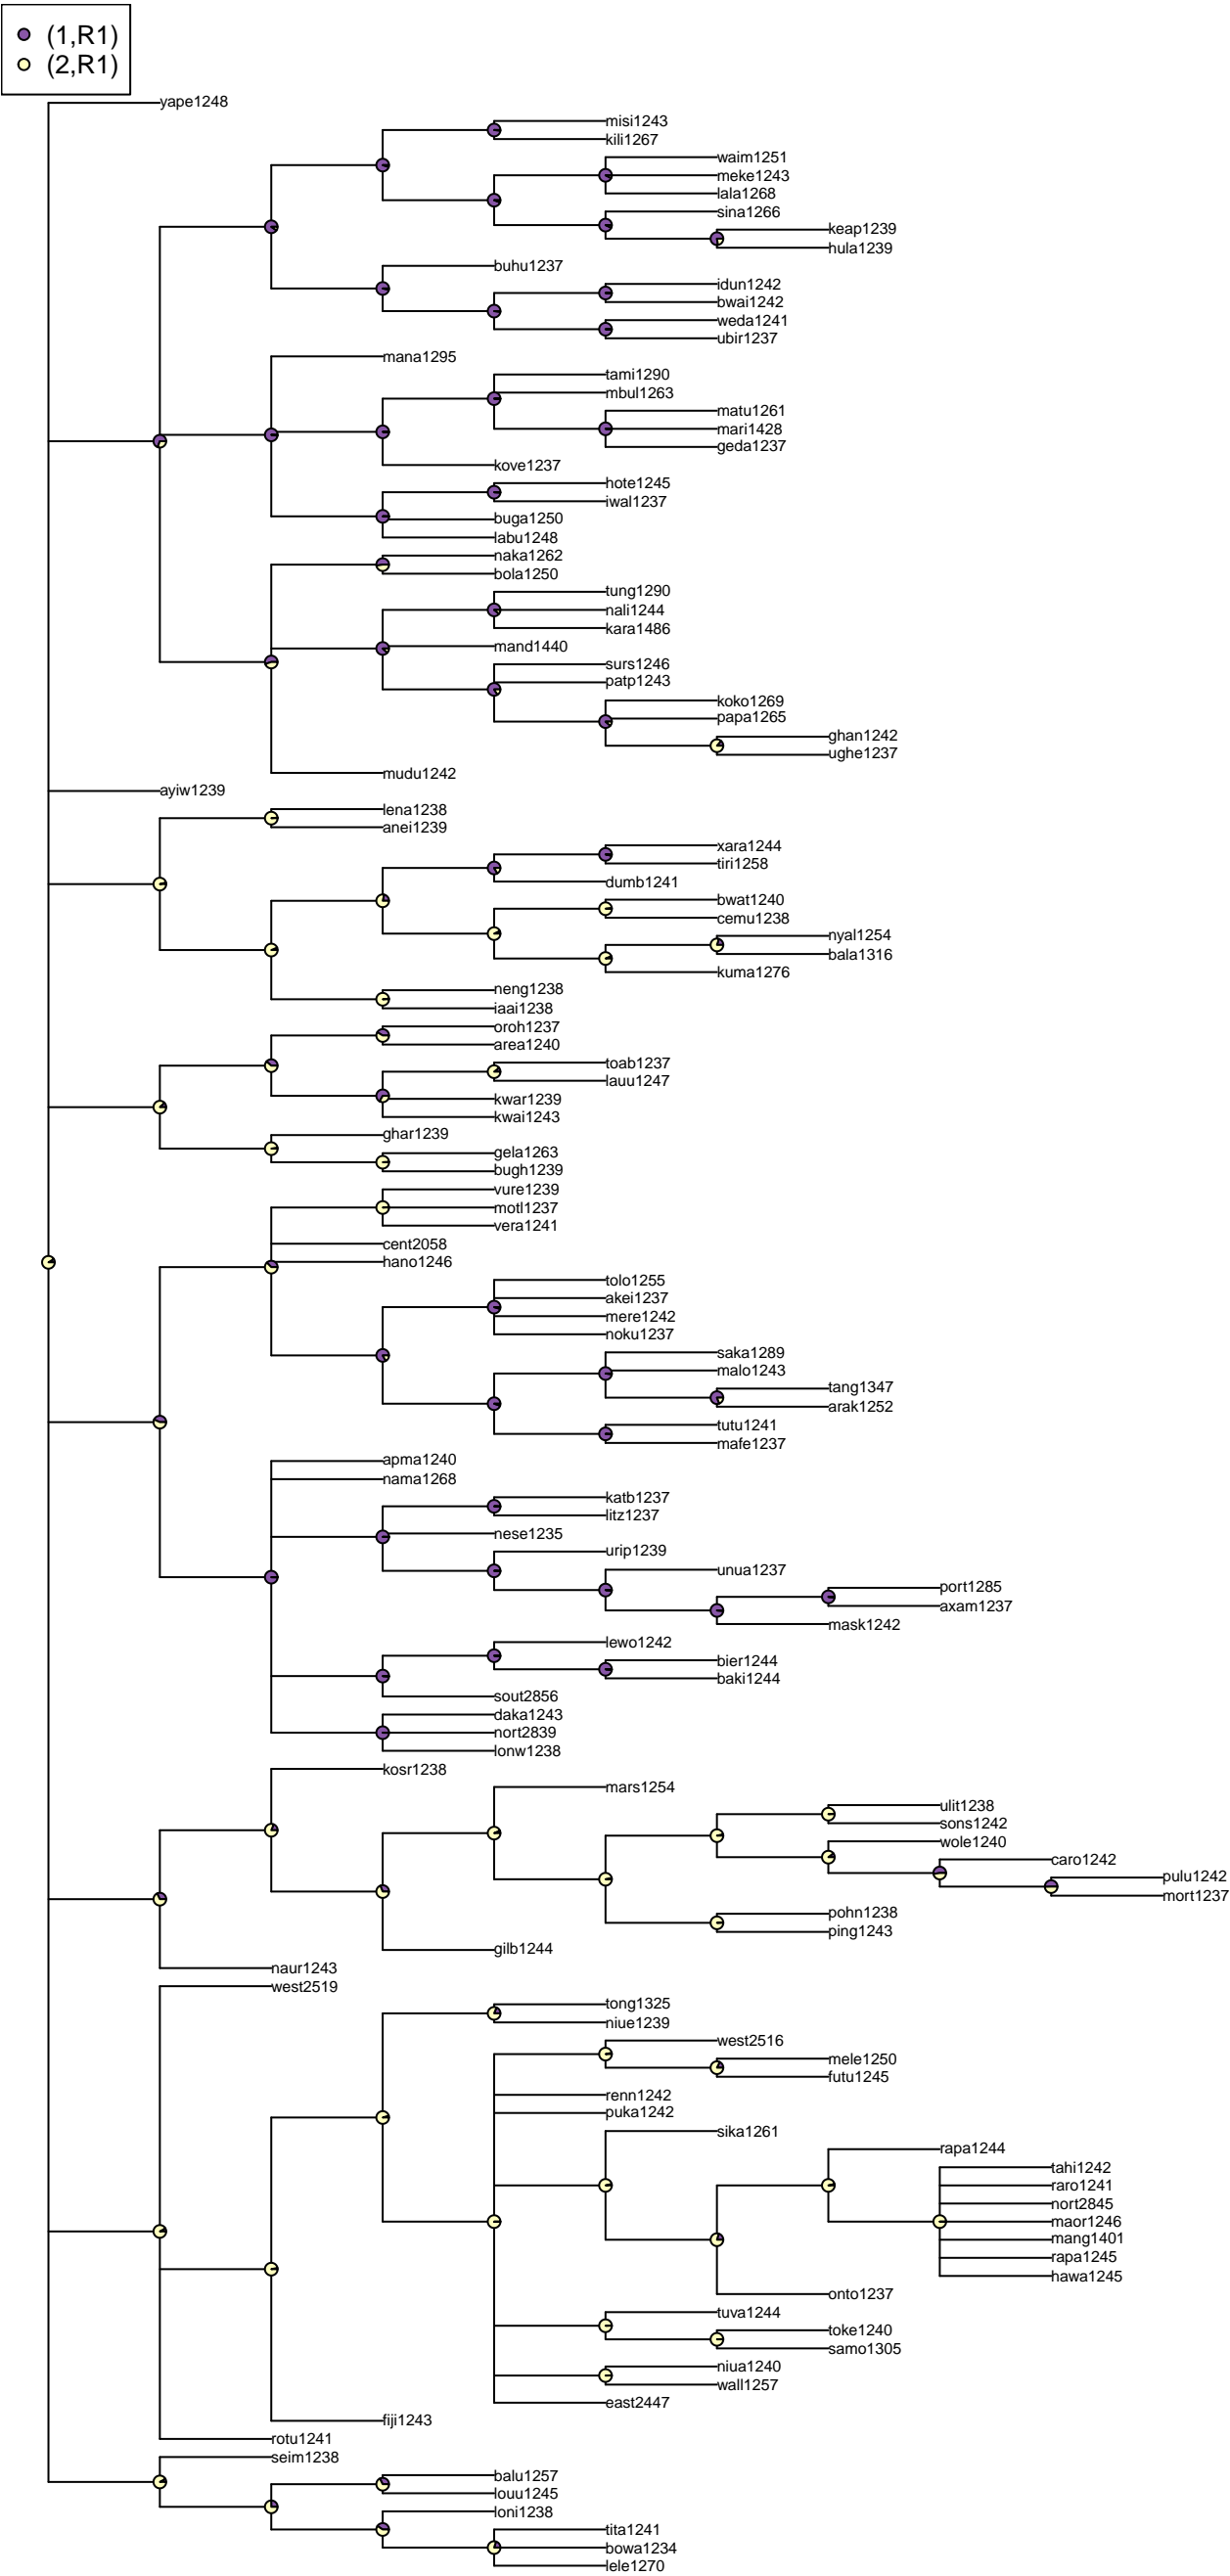 (1,R1)
(2,R1)
yape1248
misi1243
kili1267
waim1251
meke1243
lala1268
sina1266
keap1239
hula1239
buhu1237
idun1242
bwai1242
weda1241
ubir1237
mana1295
tami1290
mbul1263
matu1261
mari1428
geda1237
kove1237
hote1245
iwal1237
buga1250
labu1248
naka1262
bola1250
tung1290
nali1244
kara1486
mand1440
surs1246
patp1243
koko1269
papa1265
ghan1242
ughe1237
mudu1242
ayiw1239
lena1238
anei1239
xara1244
tiri1258
dumb1241
bwat1240
cemu1238
nyal1254
bala1316
kuma1276
neng1238
iaai1238
oroh1237
area1240
toab1237
lauu1247
kwar1239
kwai1243
ghar1239
gela1263
bugh1239
vure1239
motl1237
vera1241
cent2058
hano1246
tolo1255
akei1237
mere1242
noku1237
saka1289
malo1243
tang1347
arak1252
tutu1241
mafe1237
apma1240
nama1268
katb1237
litz1237
nese1235
urip1239
unua1237
port1285
axam1237
mask1242
lewo1242
bier1244
baki1244
sout2856
daka1243
nort2839
lonw1238
kosr1238
mars1254
ulit1238
sons1242
wole1240
caro1242
pulu1242
mort1237
pohn1238
ping1243
gilb1244
naur1243
west2519
tong1325
niue1239
west2516
mele1250
futu1245
renn1242
puka1242
sika1261
rapa1244
tahi1242
raro1241
nort2845
maor1246
mang1401
rapa1245
hawa1245
onto1237
tuva1244
toke1240
samo1305
niua1240
wall1257
east2447
fiji1243
rotu1241
seim1238
balu1257
louu1245
loni1238
tita1241
bowa1234
lele1270